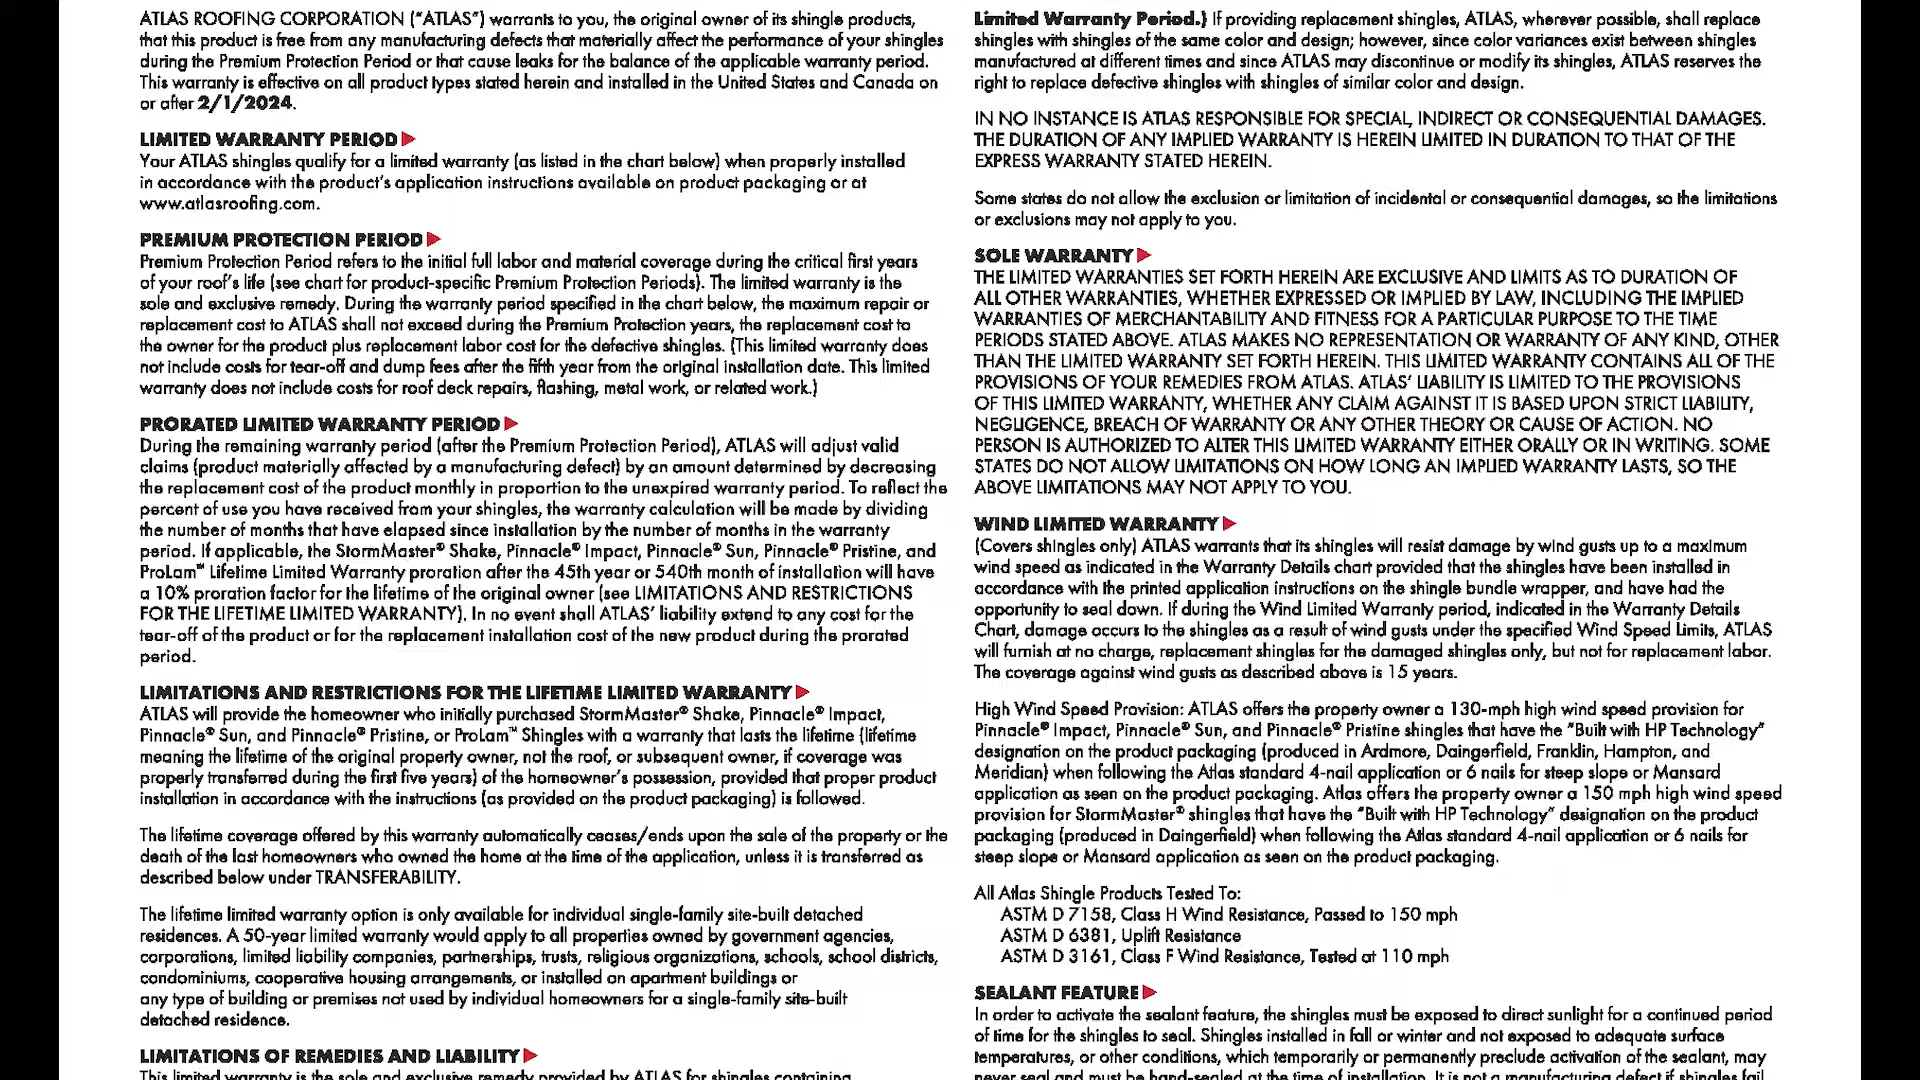 ATLAS ROOFING CORPORATION (“ATLAS”) warrants to you, the original owner of its shingle products,
that this product is free from any manufacturing defects that materially affect the performance of your shingles
during the Premium Protection Period or that cause leaks for the balance of the applicable warranty period.
This warranty is effective on all product types stated herein and installed in the United States and Canada on
or after 2/1/2024.
LIMITED WARRANTY PERIOD
Your ATLAS shingles qualify for a limited warranty (as listed in the chart below) when properly installed
in accordance with the product’s application instructions available on product packaging or at
www.atlasroofing.com.
PREMIUM PROTECTION PERIOD
Premium Protection Period refers to the initial full labor and material coverage during the critical first years
of your roof’s life (see chart for product-specific Premium Protection Periods). The limited warranty is the
sole and exclusive remedy. During the warranty period specified in the chart below, the maximum repair or
replacement cost to ATLAS shall not exceed during the Premium Protection years, the replacement cost to
the owner for the product plus replacement labor cost for the defective shingles. (This limited warranty does
not include costs for tear-off and dump fees after the fifth year from the original installation date. This limited
warranty does not include costs for roof deck repairs, flashing, metal work, or related work.)
PRORATED LIMITED WARRANTY PERIOD
During the remaining warranty period (after the Premium Protection Period), ATLAS will adjust valid
claims (product materially affected by a manufacturing defect) by an amount determined by decreasing
the replacement cost of the product monthly in proportion to the unexpired warranty period. To reflect the
percent of use you have received from your shingles, the warranty calculation will be made by dividing
the number of months that have elapsed since installation by the number of months in the warranty
period. If applicable, the StormMaster® Shake, Pinnacle® Impact, Pinnacle® Sun, Pinnacle® Pristine, and
ProLam™ Lifetime Limited Warranty proration after the 45th year or 540th month of installation will have
a 10% proration factor for the lifetime of the original owner (see LIMITATIONS AND RESTRICTIONS
FOR THE LIFETIME LIMITED WARRANTY). In no event shall ATLAS’ liability extend to any cost for the
tear-off of the product or for the replacement installation cost of the new product during the prorated
period.
LIMITATIONS AND RESTRICTIONS FOR THE LIFETIME LIMITED WARRANTY
ATLAS will provide the homeowner who initially purchased StormMaster® Shake, Pinnacle® Impact,
Pinnacle® Sun, and Pinnacle® Pristine, or ProLam™ Shingles with a warranty that lasts the lifetime (lifetime
meaning the lifetime of the original property owner, not the roof, or subsequent owner, if coverage was
properly transferred during the first five years) of the homeowner’s possession, provided that proper product
installation in accordance with the instructions (as provided on the product packaging) is followed.
The lifetime coverage offered by this warranty automatically ceases/ends upon the sale of the property or the
death of the last homeowners who owned the home at the time of the application, unless it is transferred as
described below under TRANSFERABILITY.
The lifetime limited warranty option is only available for individual single-family site-built detached
residences. A 50-year limited warranty would apply to all properties owned by government agencies,
corporations, limited liability companies, partnerships, trusts, religious organizations, schools, school districts,
condominiums, cooperative housing arrangements, or installed on apartment buildings or
any type of building or premises not used by individual homeowners for a single-family site-built
detached residence.
LIMITATIONS OF REMEDIES AND LIABILITY
This limited warranty is the sole and exclusive remedy provided by ATLAS for shingles containing
Limited Warranty Period.) If providing replacement shingles, ATLAS, wherever possible, shall replace
shingles with shingles of the same color and design; however, since color variances exist between shingles
manufactured at different times and since ATLAS may discontinue or modify its shingles, ATLAS reserves the
right to replace defective shingles with shingles of similar color and design.
IN NO INSTANCE IS ATLAS RESPONSIBLE FOR SPECIAL, INDIRECT OR CONSEQUENTIAL DAMAGES.
THE DURATION OF ANY IMPLIED WARRANTY IS HEREIN LIMITED IN DURATION TO THAT OF THE
EXPRESS WARRANTY STATED HEREIN.
Some states do not allow the exclusion or limitation of incidental or consequential damages, so the limitations
or exclusions may not apply to you.
SOLE WARRANTY
THE LIMITED WARRANTIES SET FORTH HEREIN ARE EXCLUSIVE AND LIMITS AS TO DURATION OF
ALL OTHER WARRANTIES, WHETHER EXPRESSED OR IMPLIED BY LAW, INCLUDING THE IMPLIED
WARRANTIES OF MERCHANTABILITY AND FITNESS FOR A PARTICULAR PURPOSE TO THE TIME
PERIODS STATED ABOVE. ATLAS MAKES NO REPRESENTATION OR WARRANTY OF ANY KIND, OTHER
THAN THE LIMITED WARRANTY SET FORTH HEREIN. THIS LIMITED WARRANTY CONTAINS ALL OF THE
PROVISIONS OF YOUR REMEDIES FROM ATLAS. ATLAS’ LIABILITY IS LIMITED TO THE PROVISIONS
OF THIS LIMITED WARRANTY, WHETHER ANY CLAIM AGAINST IT IS BASED UPON STRICT LIABILITY,
NEGLIGENCE, BREACH OF WARRANTY OR ANY OTHER THEORY OR CAUSE OF ACTION. NO
PERSON IS AUTHORIZED TO ALTER THIS LIMITED WARRANTY EITHER ORALLY OR IN WRITING. SOME
STATES DO NOT ALLOW LIMITATIONS ON HOW LONG AN IMPLIED WARRANTY LASTS, SO THE
ABOVE LIMITATIONS MAY NOT APPLY TO YOU.
WIND LIMITED WARRANTY
(Covers shingles only) ATLAS warrants that its shingles will resist damage by wind gusts up to a maximum
wind speed as indicated in the Warranty Details chart provided that the shingles have been installed in
accordance with the printed application instructions on the shingle bundle wrapper, and have had the
opportunity to seal down. If during the Wind Limited Warranty period, indicated in the Warranty Details
Chart, damage occurs to the shingles as a result of wind gusts under the specified Wind Speed Limits, ATLAS
will furnish at no charge, replacement shingles for the damaged shingles only, but not for replacement labor.
The coverage against wind gusts as described above is 15 years.
High Wind Speed Provision: ATLAS offers the property owner a 130-mph high wind speed provision for
Pinnacle® Impact, Pinnacle® Sun, and Pinnacle® Pristine shingles that have the “Built with HP Technology”
designation on the product packaging (produced in Ardmore, Daingerfield, Franklin, Hampton, and
Meridian) when following the Atlas standard 4-nail application or 6 nails for steep slope or Mansard
application as seen on the product packaging. Atlas offers the property owner a 150 mph high wind speed
provision for StormMaster® shingles that have the “Built with HP Technology” designation on the product
packaging (produced in Daingerfield) when following the Atlas standard 4-nail application or 6 nails for
steep slope or Mansard application as seen on the product packaging.
All Atlas Shingle Products Tested To:
ASTM D 7158, Class H Wind Resistance, Passed to 150 mph
ASTM D 6381, Uplift Resistance
ASTM D 3161, Class F Wind Resistance, Tested at 110 mph
SEALANT FEATURE
In order to activate the sealant feature, the shingles must be exposed to direct sunlight for a continued period
of time for the shingles to seal. Shingles installed in fall or winter and not exposed to adequate surface
temperatures, or other conditions, which temporarily or permanently preclude activation of the sealant, may
never seal and must be hand-sealed at the time of installation. It is not a manufacturing defect if shingles fail